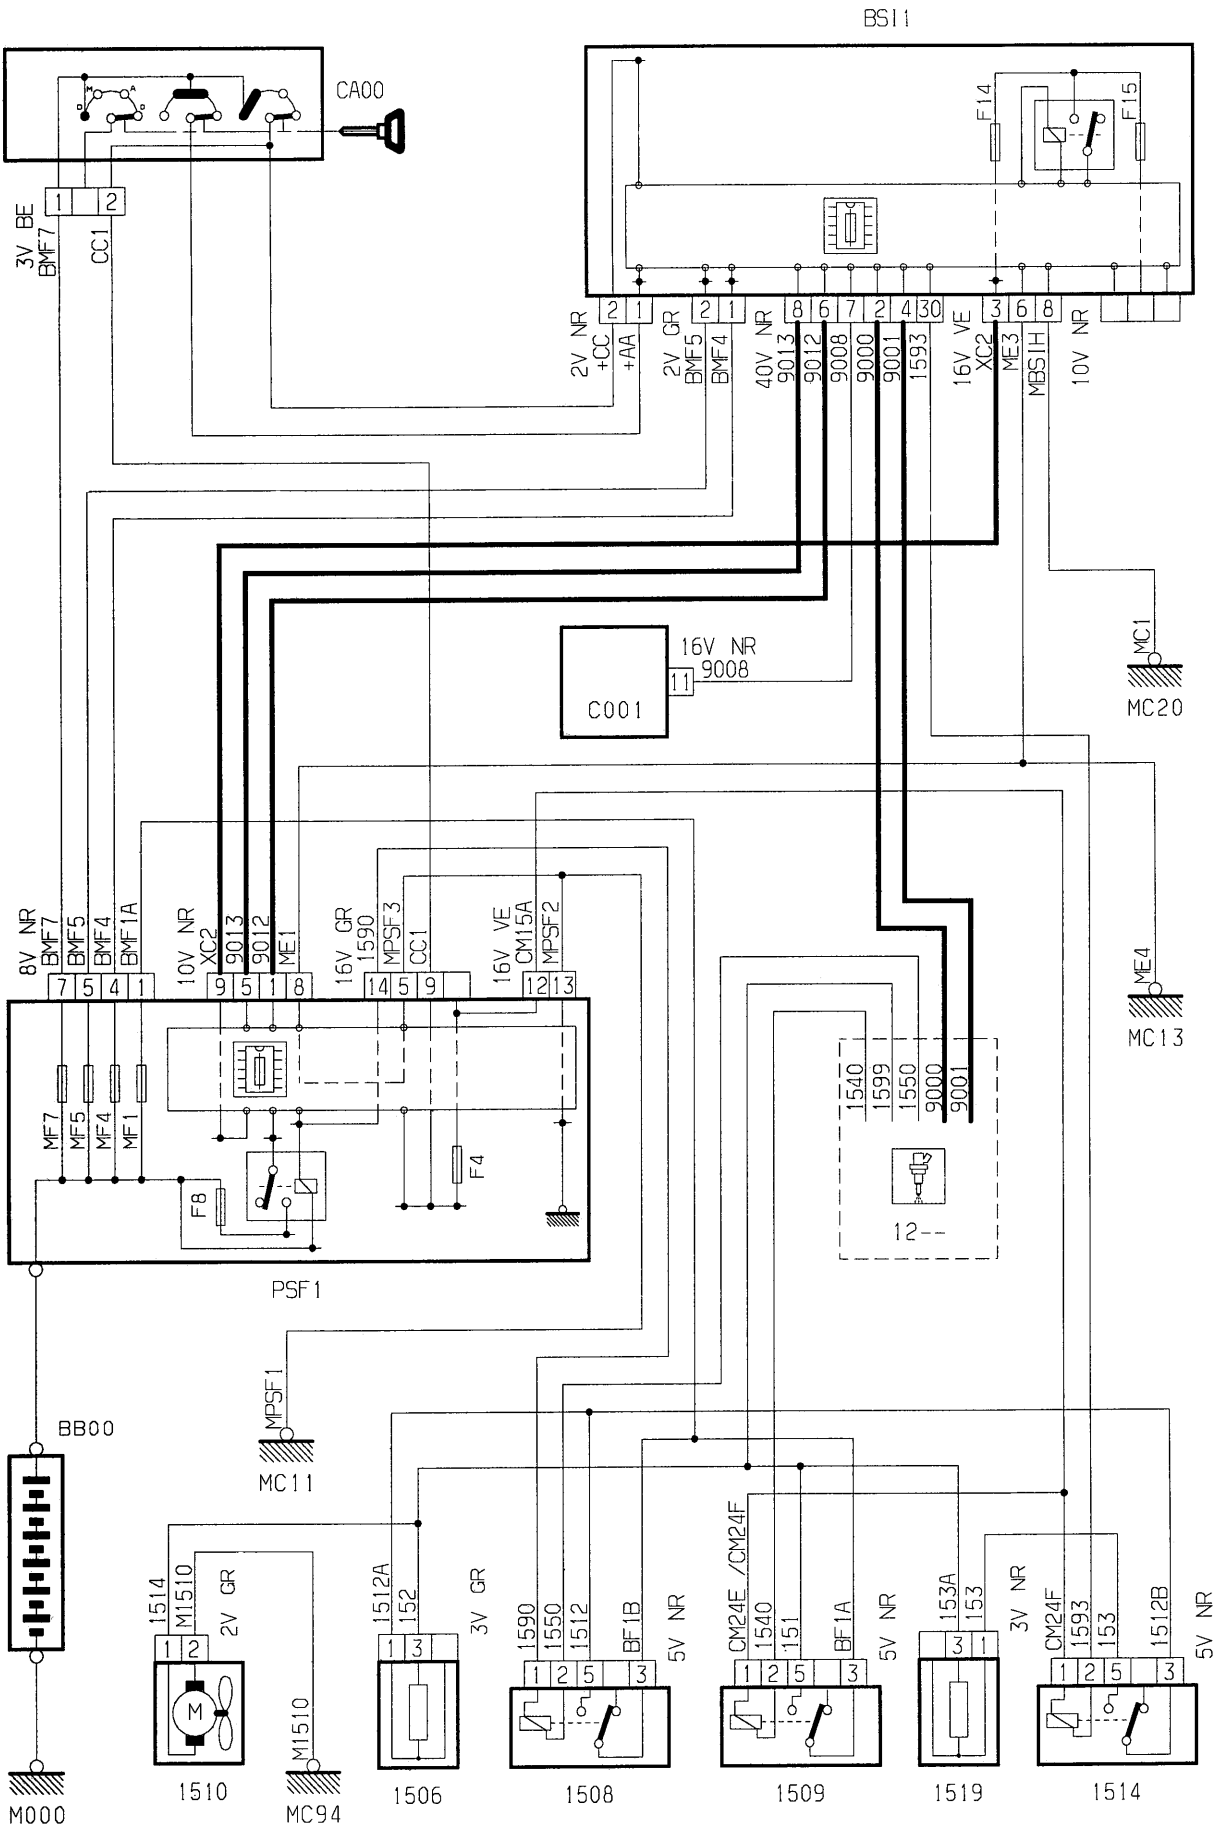 BSI1
CA00
M A
D D
F14
F15
1 2
3V BE
BMF7
CC1
2 1 2 1 8 6 7 2 4 30 3 6 8
2V NR
+CC
+AA
2V GR
BMF5
BMF4
40V NR
9013
9012
9008
9000
9001
1593
16V VE
XC2
ME3
MBSIH
10V NR
16V NR
9008
11
C001
MC1
MC20
8V NR
BMF7
BMF5
BMF4
BMF1A
10V NR
XC2
9013
9012
ME1
16V GR
1590
MPSF3
CC1
16V VE
CM15A
MPSF2
ME4
MC13
7 5 4 1 9 5 1 8 14 5 9 12 13
MF7
MF5
MF4
MF1
F8
F4
1540
1599
1550
9000
9001
12--
PSF1
MPSF1
MC11
BB00
M000
1514
M1510
2V GR
1 2
M
1510
M1510
MC94
1512A
152
3V GR
1 3
1506
1590
1550
1512
BF1B
5V NR
1 2 5 3
1508
CM24E /CM24F
1540
151
BF1A
5V NR
1 2 5 3
1509
153A
153
3V NR
3 1
1519
CM24F
1593
153
1512B
5V NR
1 2 5 3
1514